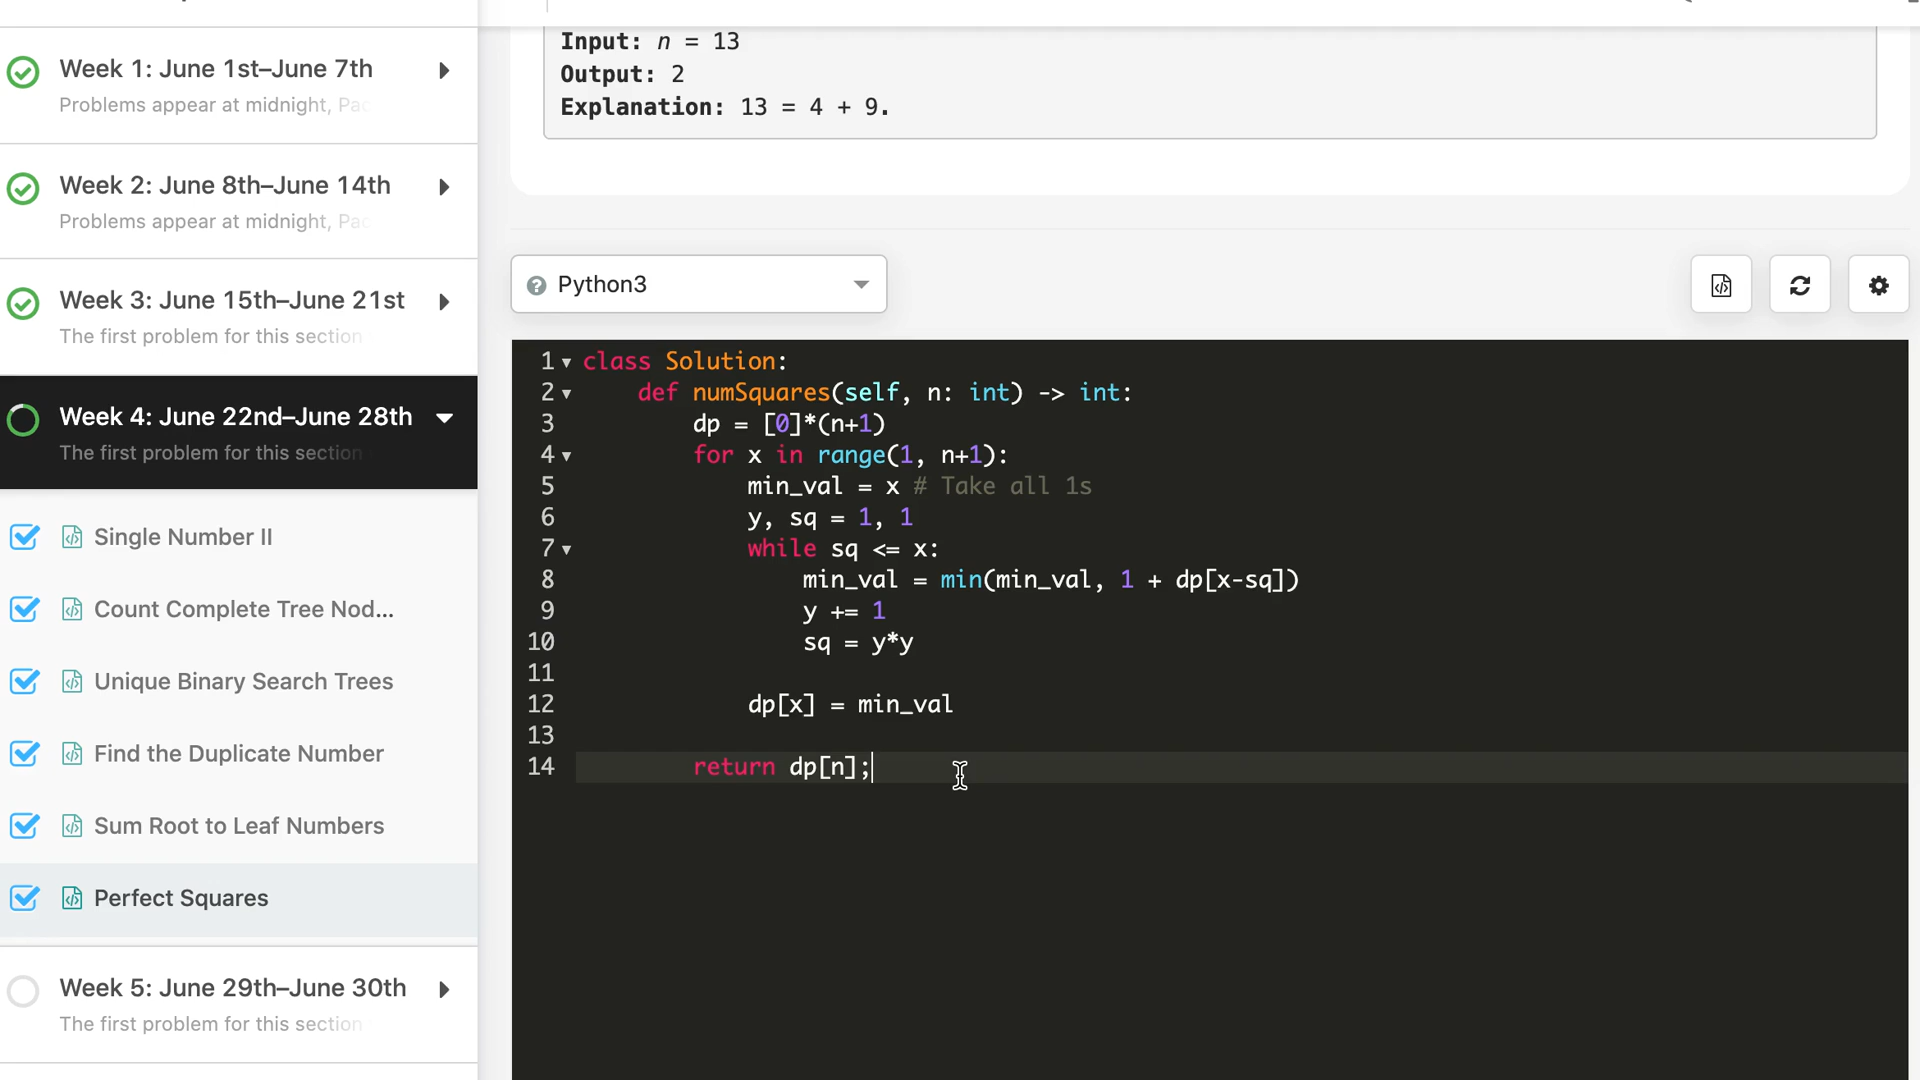 Week 1: June 1st–June 7th
Problems appear at midnight, Pac
Week 2: June 8th–June 14th
Problems appear at midnight, Pac
Week 3: June 15th–June 21st
The first problem for this section
Week 4: June 22nd–June 28th
The first problem for this section
Single Number II
Count Complete Tree Nod...
Unique Binary Search Trees
Find the Duplicate Number
Sum Root to Leaf Numbers
Perfect Squares
Week 5: June 29th–June 30th
The first problem for this section
Input: n = 13
Output: 2
Explanation: 13 = 4 + 9.
Python3
1 class Solution:
2 def numSquares(self, n: int) -> int:
3 dp = [0]*(n+1)
4 for x in range(1, n+1):
5 min_val = x # Take all 1s
6 y, sq = 1, 1
7 while sq <= x:
8 min_val = min(min_val, 1 + dp[x-sq])
9 y += 1
10 sq = y*y
11
12 dp[x] = min_val
13
14 return dp[n];